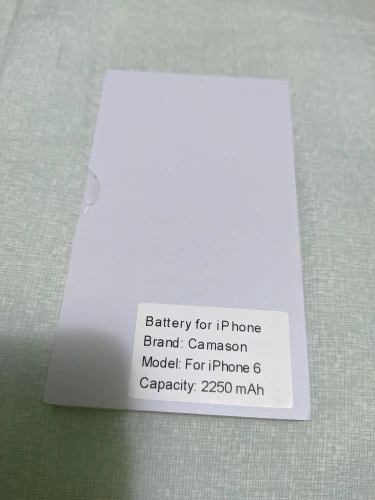 Battery for iPhone
Brand: Camason
Model: For iPhone 6
Capacity: 2250 mAh